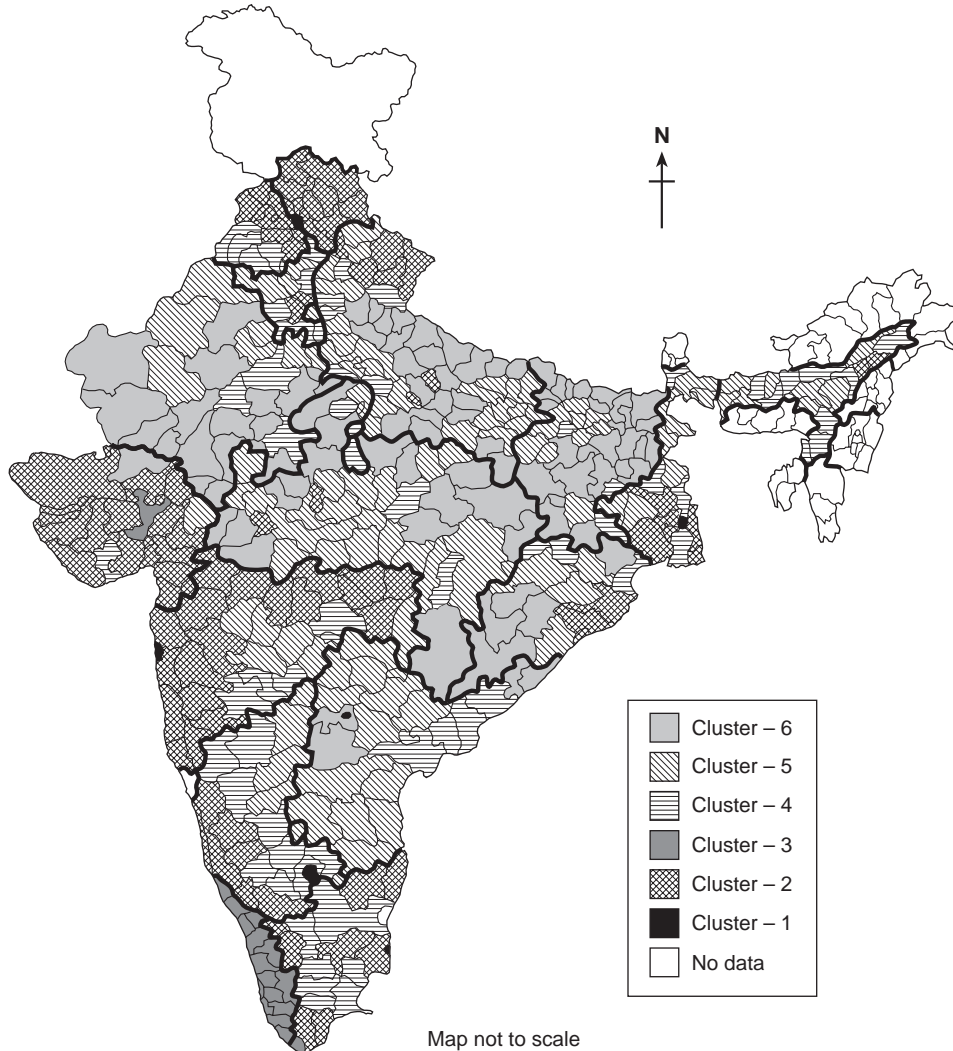 N
Cluster – 6
Cluster – 5
Cluster – 4
Cluster – 3
Cluster – 2
Cluster – 1
No data
Map not to scale